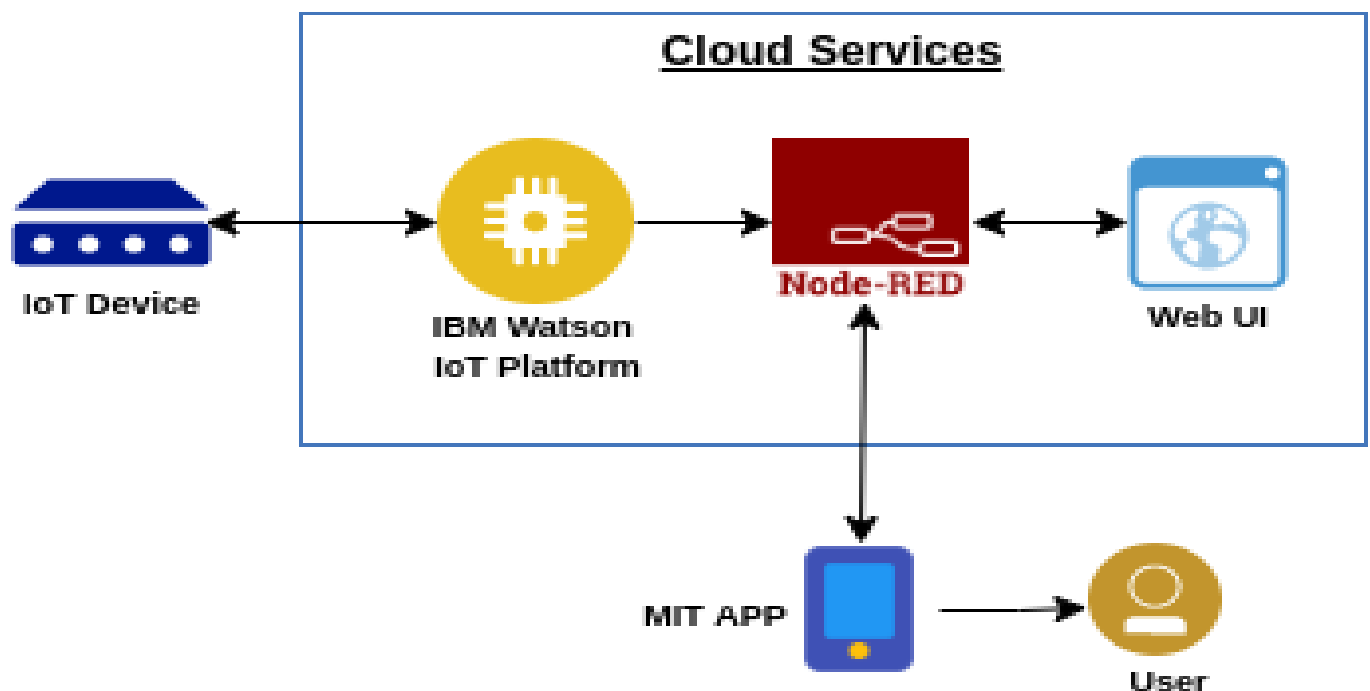 Cloud Services
IoT Device
IBM Watson
IoT Platform
Node-RED
Web UI
MIT APP
User